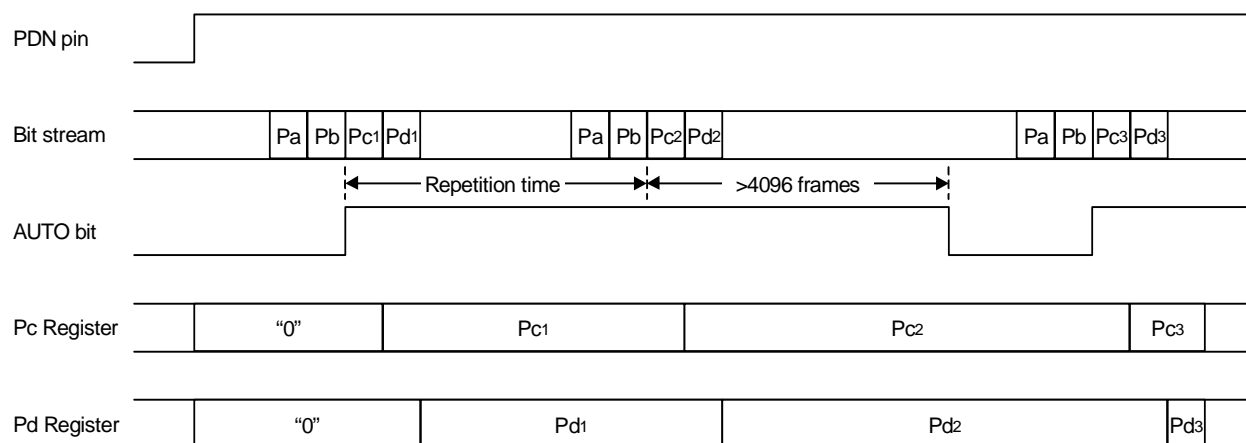 PDN pin
Bit stream
Pa Pb Pc1 Pd1 Pa Pb Pc2 Pd2 Pa Pb Pc3 Pd3
Repetition time >4096 frames
AUTO bit
Pc Register “0” Pc1 Pc2 Pc3
Pd Register “0” Pd1 Pd2 Pd3